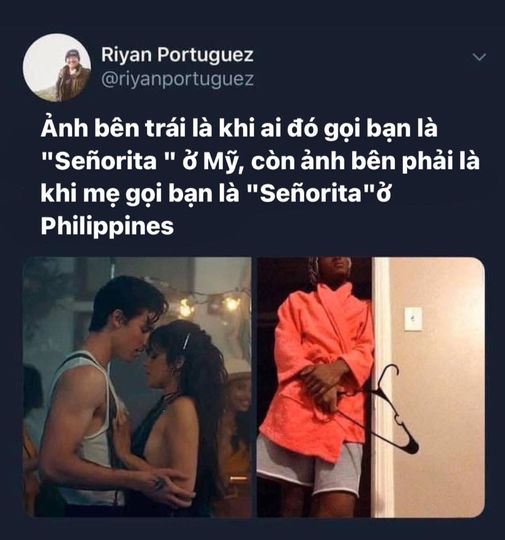 Riyan Portuguez
@riyanportuguez
Ảnh bên trái là khi ai đó gọi bạn là
"Señorita " ở Mỹ, còn ảnh bên phải là
khi mẹ gọi bạn là "Señorita"ở
Philippines